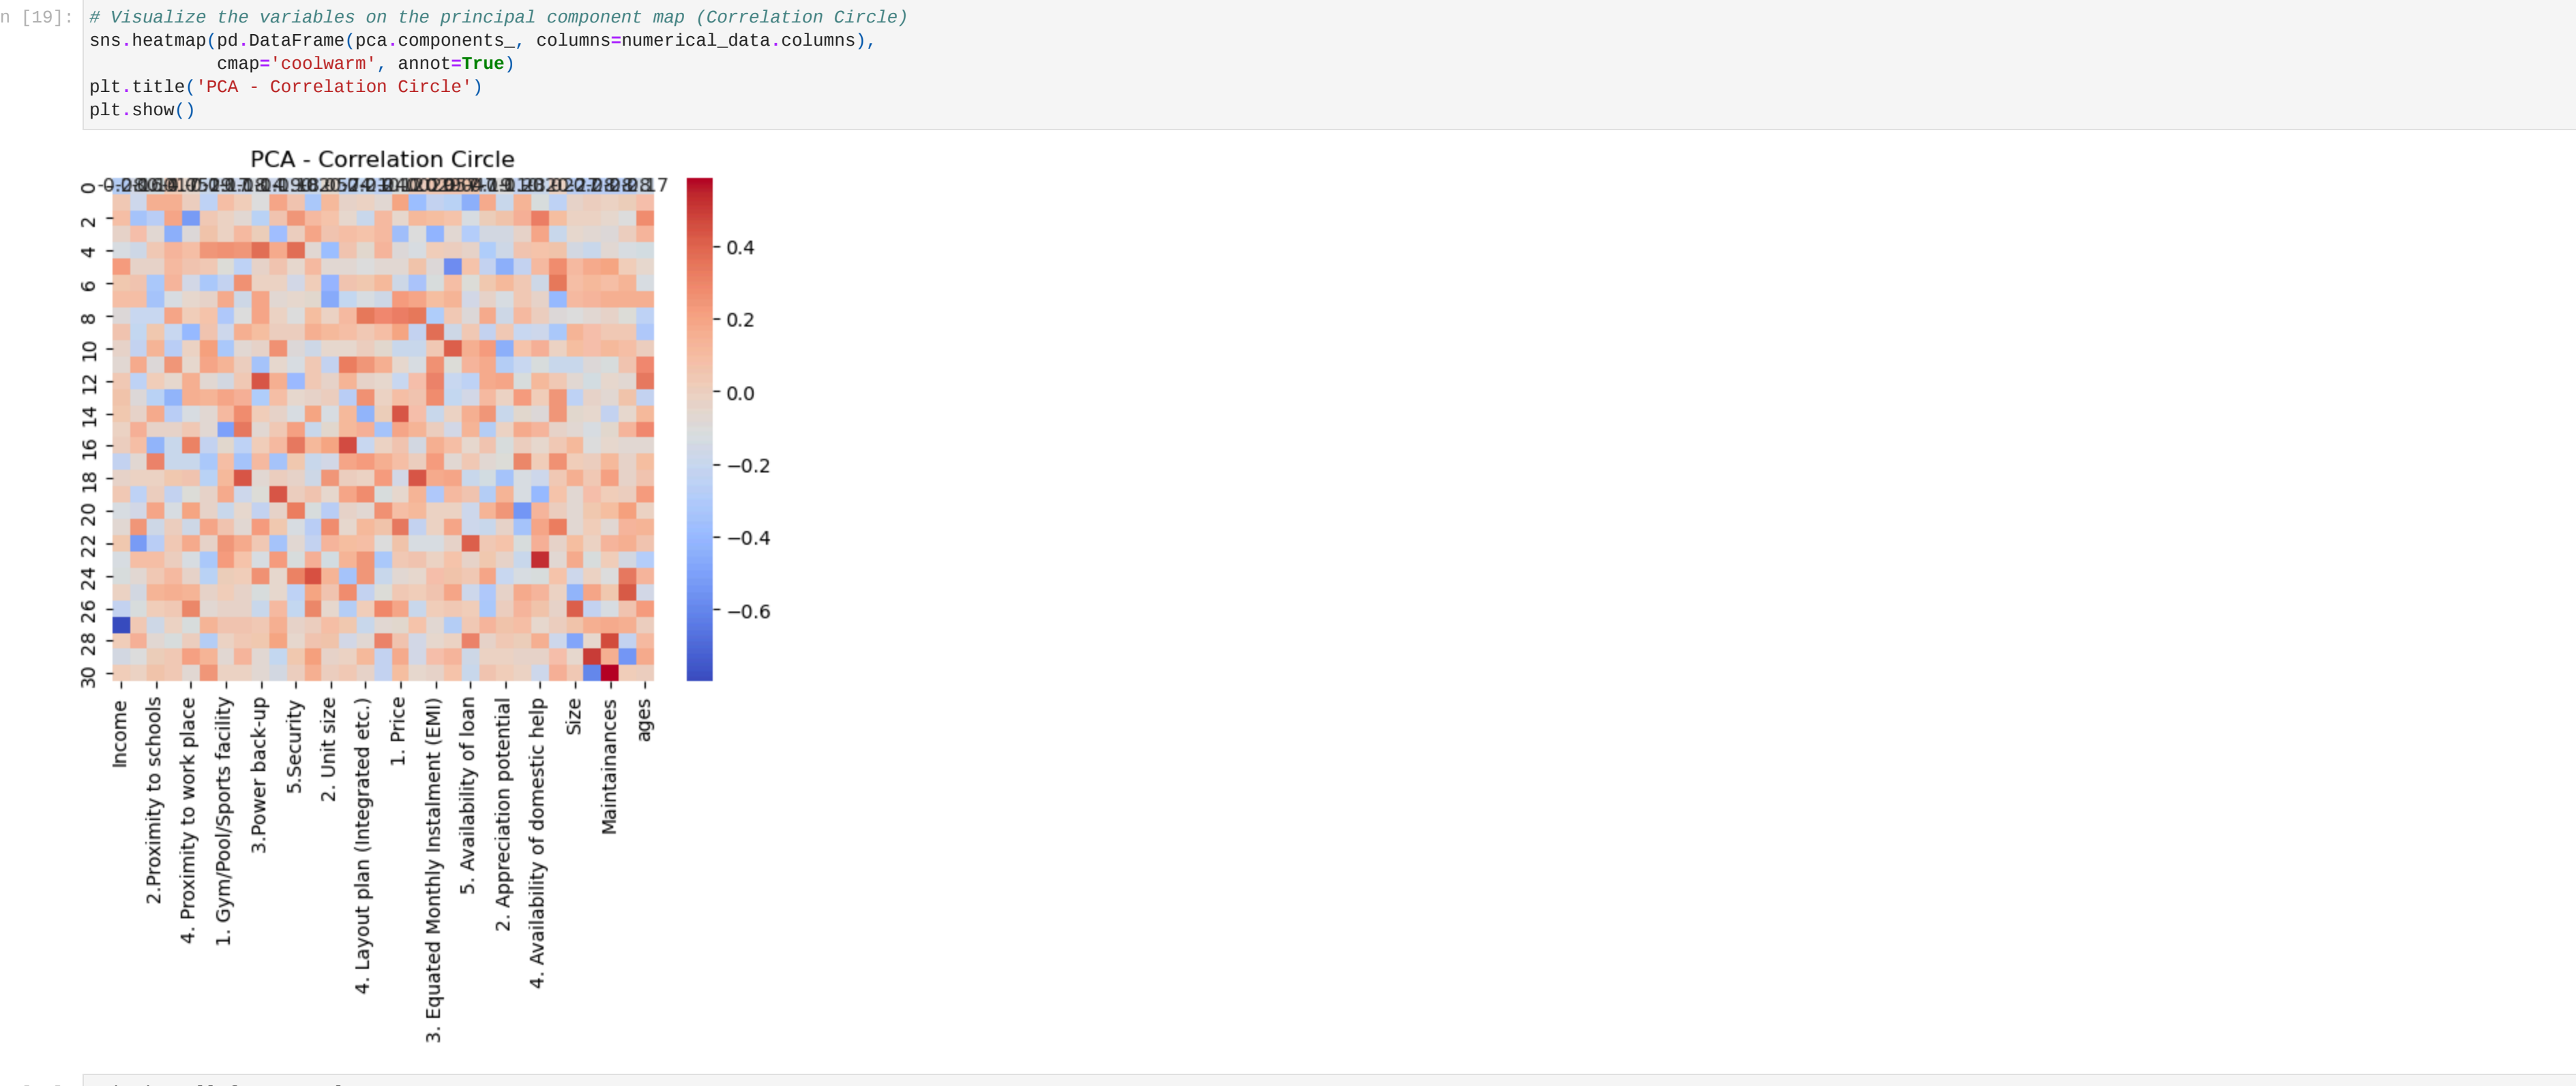 n [19]:
# Visualize the variables on the principal component map (Correlation Circle)
sns.heatmap(pd.DataFrame(pca.components_, columns=numerical_data.columns),
cmap='coolwarm', annot=True)
plt.title('PCA - Correlation Circle')
plt.show()
PCA - Correlation Circle
0
2
4
6
8
10
12
14
16
18
20
22
24
26
28
30
0.4
0.2
0.0
−0.2
−0.4
−0.6
Income
2.Proximity to schools
4. Proximity to work place
1. Gym/Pool/Sports facility
3.Power back-up
5.Security
2. Unit size
4. Layout plan (Integrated etc.)
1. Price
3. Equated Monthly Instalment (EMI)
5. Availability of loan
2. Appreciation potential
4. Availability of domestic help
Size
Maintainances
ages